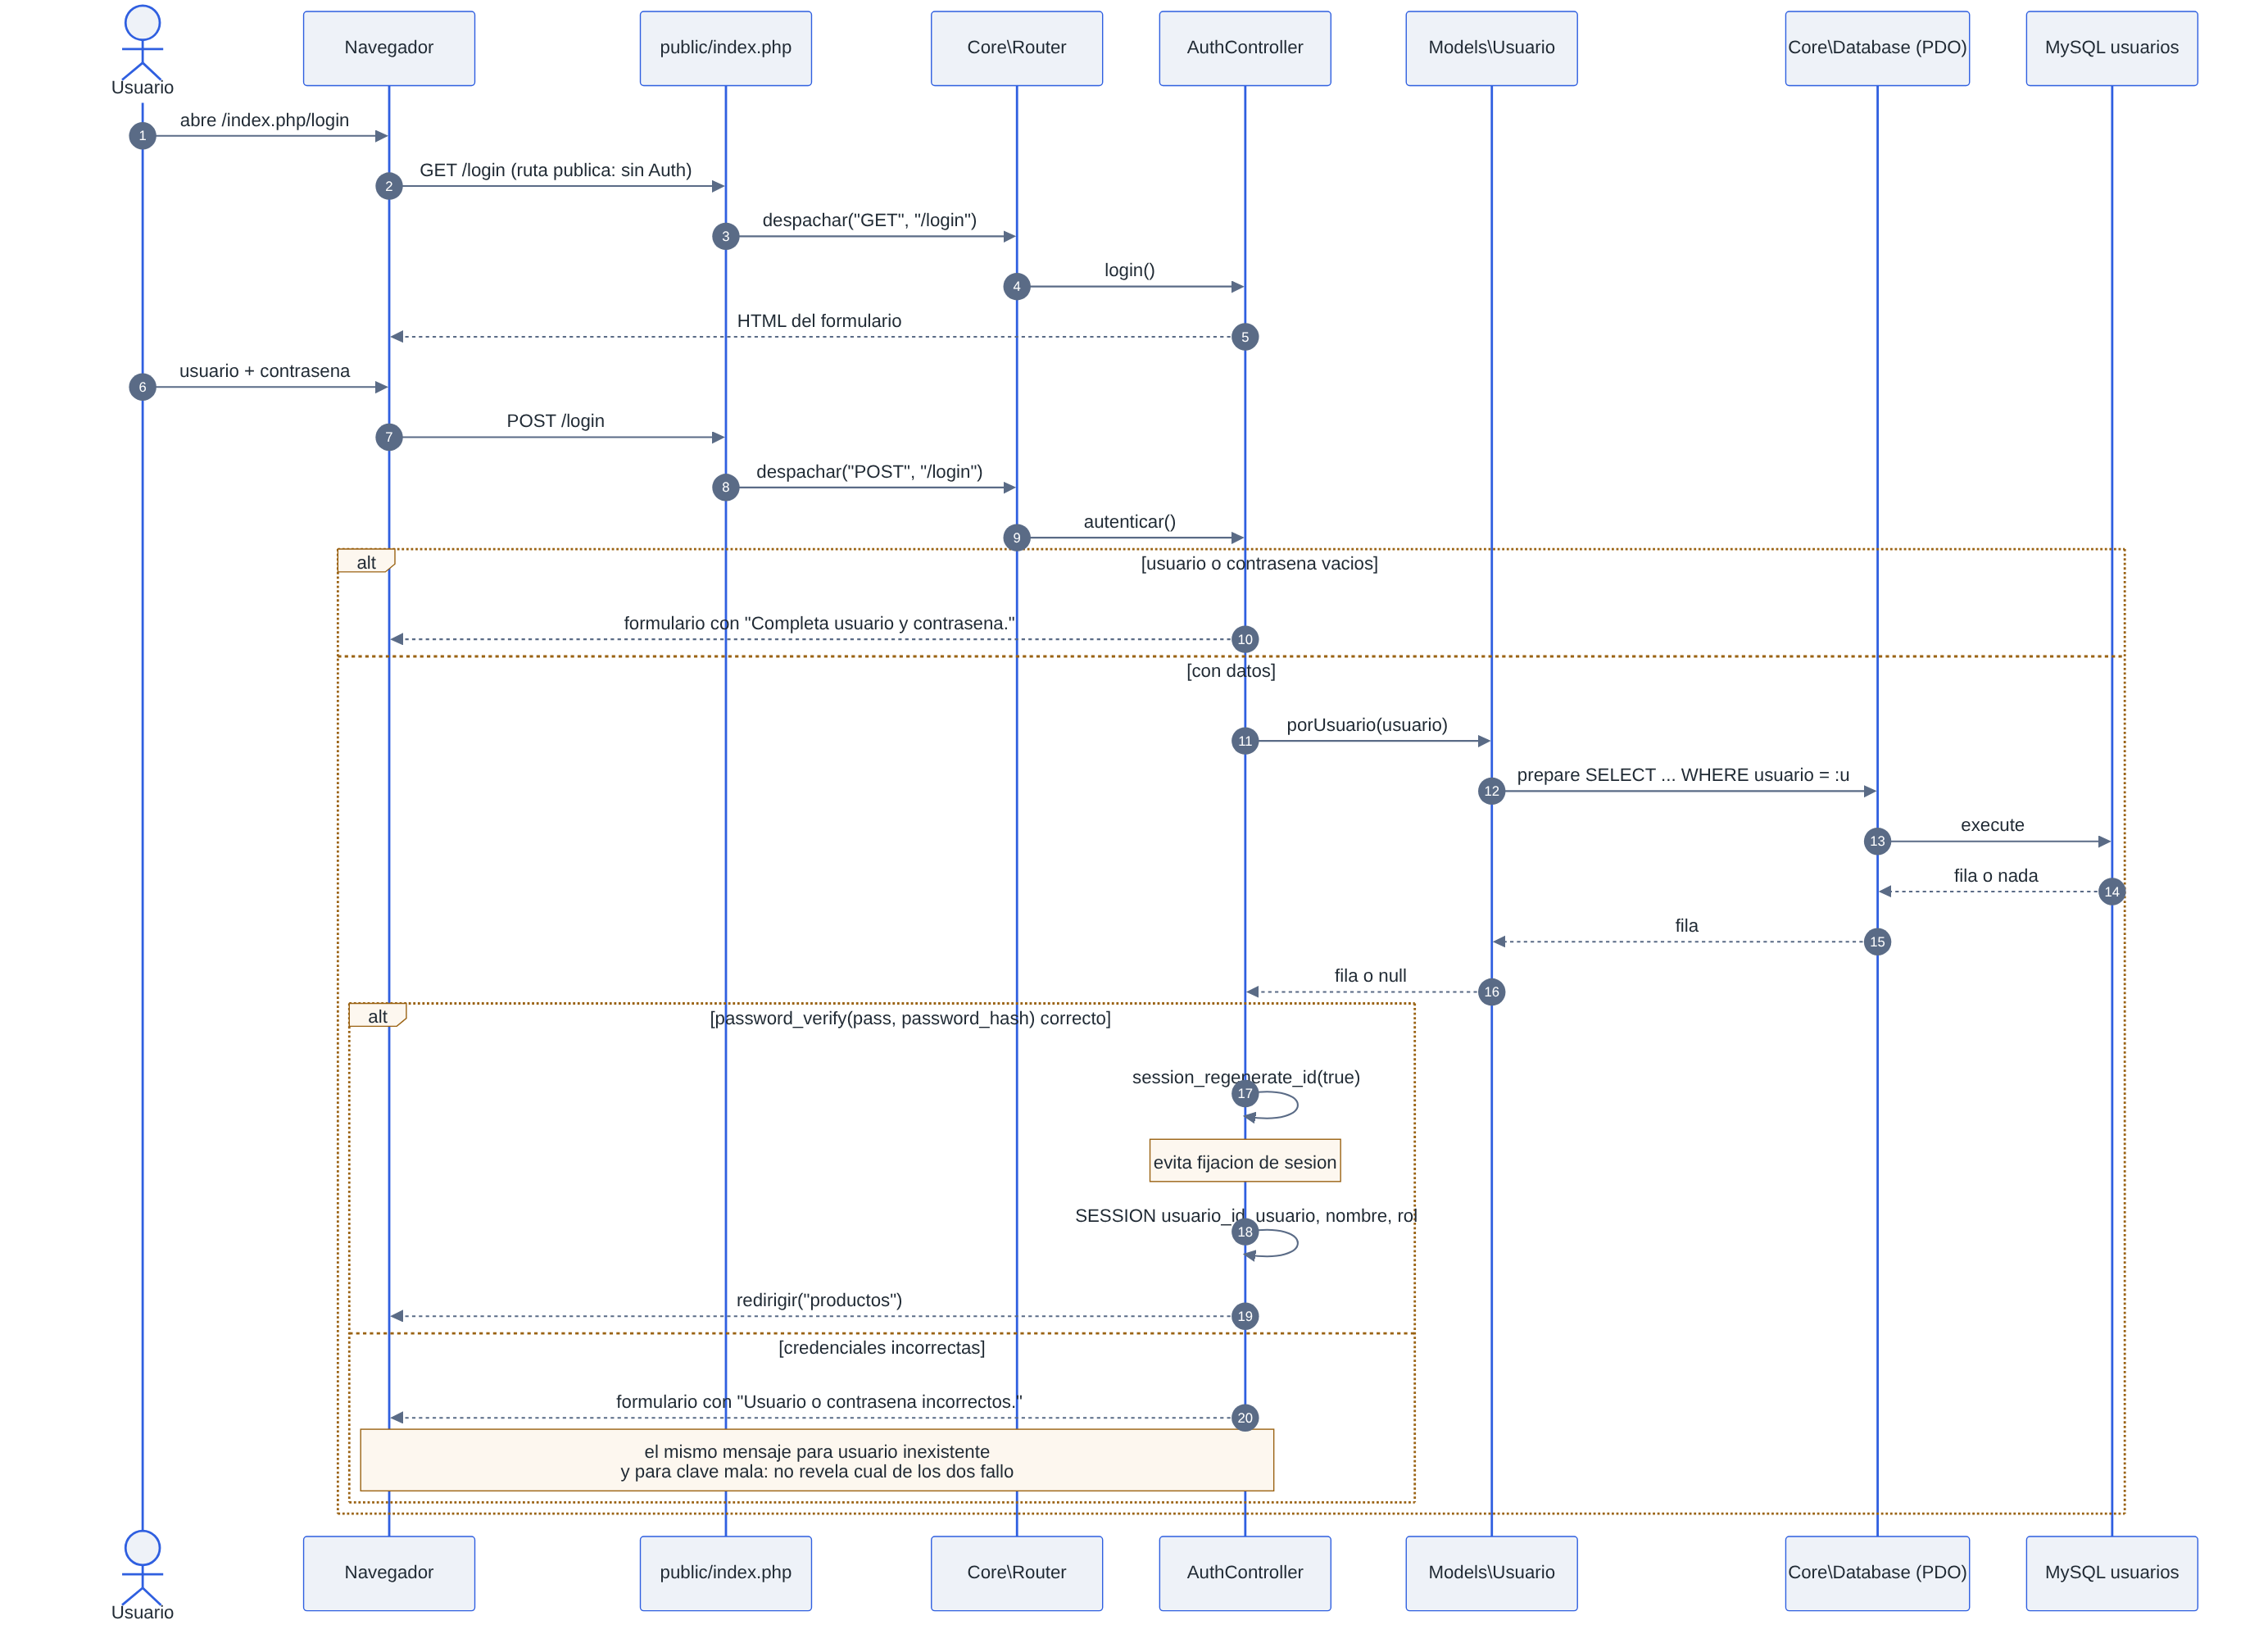 Usuario
Navegador
public/index.php
Core\Router
AuthController
Models\Usuario
Core\Database (PDO)
MySQL usuarios
1 abre /index.php/login
2 GET /login (ruta publica: sin Auth)
3 despachar("GET", "/login")
4 login()
HTML del formulario 5
6 usuario + contrasena
7 POST /login
8 despachar("POST", "/login")
9 autenticar()
alt [usuario o contrasena vacios]
formulario con "Completa usuario y contrasena." 10
[con datos]
11 porUsuario(usuario)
12 prepare SELECT ... WHERE usuario = :u
13 execute
fila o nada 14
fila 15
fila o null 16
alt [password_verify(pass, password_hash) correcto]
session_regenerate_id(true)
17
evita fijacion de sesion
SESSION usuario_id, usuario, nombre, rol
18
redirigir("productos") 19
[credenciales incorrectas]
formulario con "Usuario o contrasena incorrectos." 20
el mismo mensaje para usuario inexistente
y para clave mala: no revela cual de los dos fallo
Usuario
Navegador
public/index.php
Core\Router
AuthController
Models\Usuario
Core\Database (PDO)
MySQL usuarios